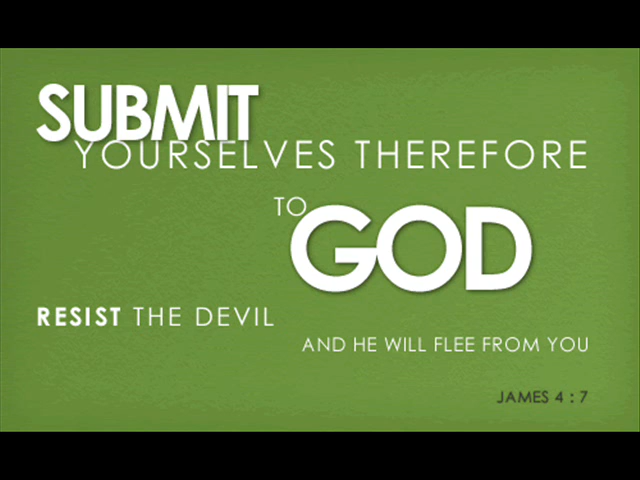 SUBMIT
YOURSELVES THEREFORE
TO GOD
RESIST THE DEVIL
AND HE WILL FLEE FROM YOU
JAMES 4 : 7